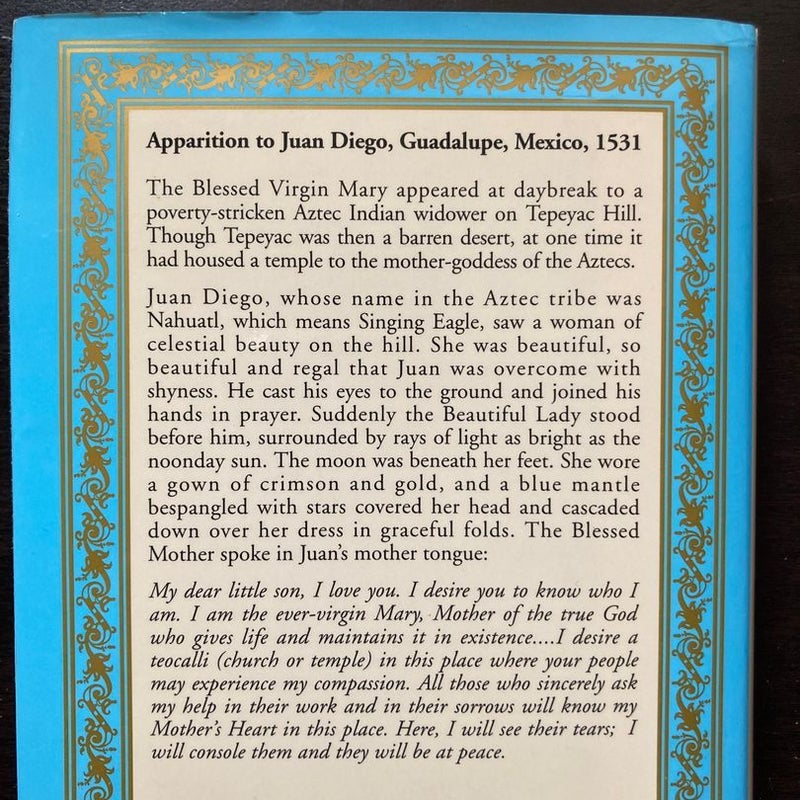 Apparition to Juan Diego, Guadalupe, Mexico, 1531
The Blessed Virgin Mary appeared at daybreak to a
poverty-stricken Aztec Indian widower on Tepeyac Hill.
Though Tepeyac was then a barren desert, at one time it
had housed a temple to the mother-goddess of the Aztecs.
Juan Diego, whose name in the Aztec tribe was
Nahuatl, which means Singing Eagle, saw a woman of
celestial beauty on the hill. She was beautiful, so
beautiful and regal that Juan was overcome with
shyness. He cast his eyes to the ground and joined his
hands in prayer. Suddenly the Beautiful Lady stood
before him, surrounded by rays of light as bright as the
noonday sun. The moon was beneath her feet. She wore
a gown of crimson and gold, and a blue mantle
bespangled with stars covered her head and cascaded
down over her dress in graceful folds. The Blessed
Mother spoke in Juan's mother tongue:
My dear little son, I love you. I desire you to know who I
am. I am the ever-virgin Mary, Mother of the true God
who gives life and maintains it in existence....I desire a
teocalli (church or temple) in this place where your people
may experience my compassion. All those who sincerely ask
my help in their work and in their sorrows will know my
Mother's Heart in this place. Here, I will see their tears; I
will console them and they will be at peace.